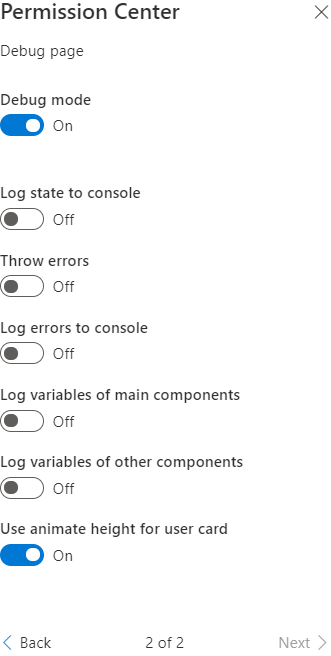 Permission Center
Debug page
Debug mode
On
Log state to console
Off
Throw errors
Off
Log errors to console
Off
Log variables of main components
Off
Log variables of other components
Off
Use animate height for user card
On
Back 2 of 2 Next